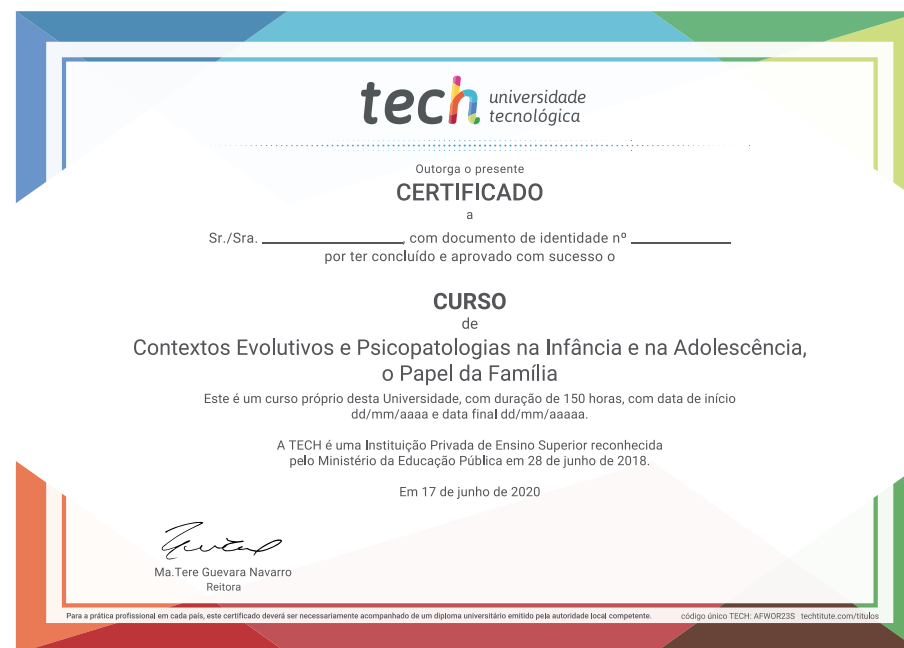 tech universidade
tecnológica
Outorga o presente
CERTIFICADO
a
Sr./Sra. ____________, com documento de identidade nº ____________
por ter concluído e aprovado com sucesso o
CURSO
de
Contextos Evolutivos e Psicopatologias na Infância e na Adolescência,
o Papel da Família
Este é um curso próprio desta Universidade, com duração de 150 horas, com data de início
dd/mm/aaaa e data final dd/mm/aaaaa.
A TECH é uma Instituição Privada de Ensino Superior reconhecida
pelo Ministério da Educação Pública em 28 de junho de 2018.
Em 17 de junho de 2020
Ma.Tere Guevara Navarro
Reitora
Para a prática profissional em cada país, este certificado deverá ser necessariamente acompanhado de um diploma universitário emitido pela autoridade local competente. código único TECH: AFWOR23S techtitute.com/titulos